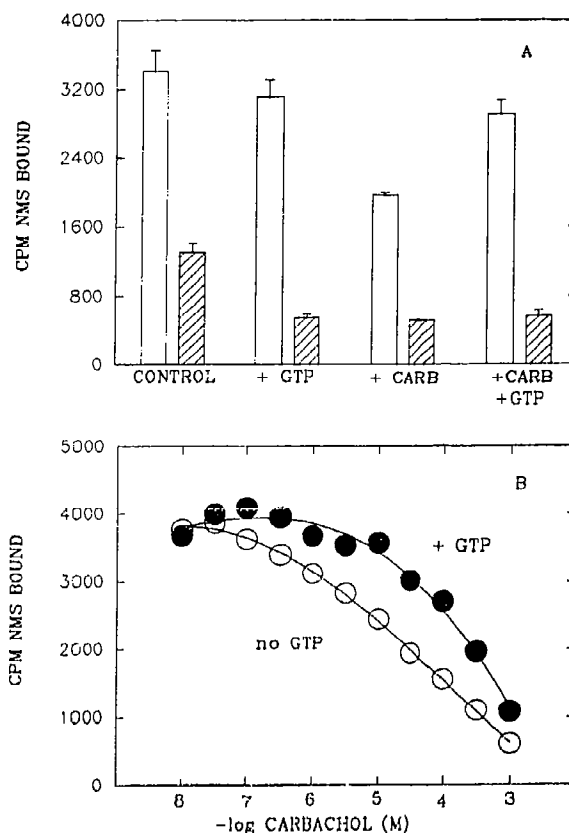 4000
A
3200
2400
1600
800
0
CPM NMS BOUND
CONTROL
+ GTP
+ CARB
+CARB
+GTP
5000
B
4000
+ GTP
3000
no GTP
2000
1000
0
CPM NMS BOUND
8 7 6 5 4 3
-log CARBACHOL (M)